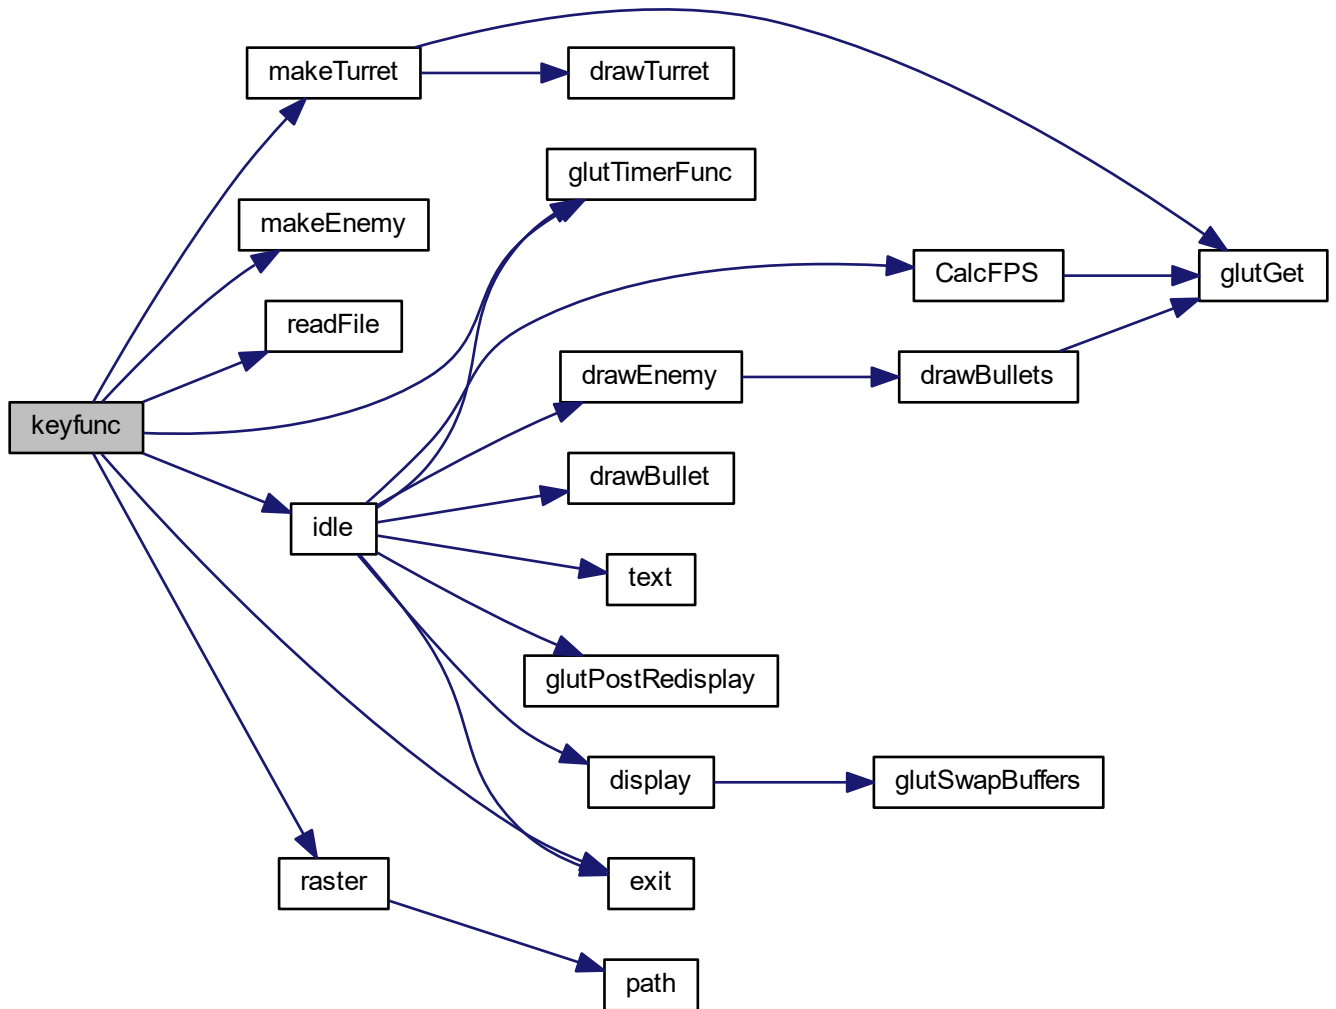 makeTurret
drawTurret
glutTimerFunc
makeEnemy
CalcFPS
glutGet
readFile
drawEnemy
drawBullets
keyfunc
drawBullet
idle
text
glutPostRedisplay
display
glutSwapBuffers
raster
exit
path